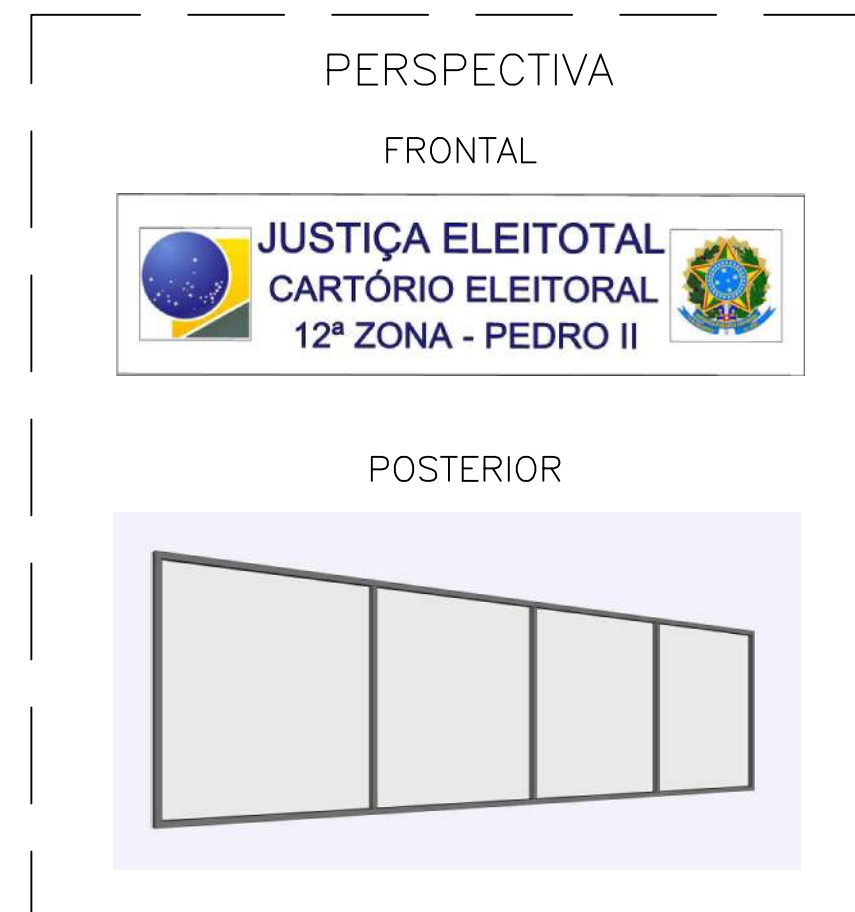 PERSPECTIVA
FRONTAL
JUSTIÇA ELEITOTAL
CARTÓRIO ELEITORAL
12ª ZONA - PEDRO II
POSTERIOR